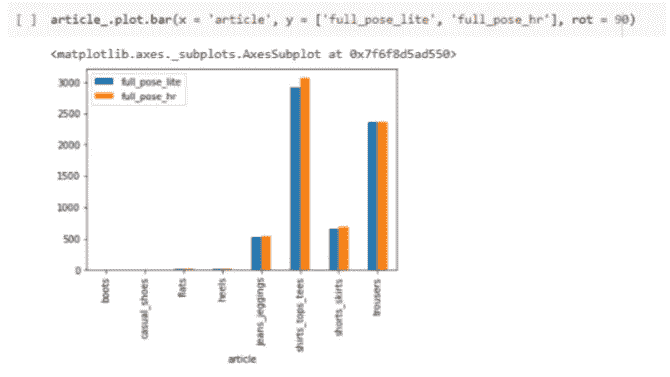 [ ] article_.plot.bar(x = 'article', y = ['full_pose_lite', 'full_pose_hr'], rot = 90)
<matplotlib.axes._subplots.AxesSubplot at 0x7f6f8d5ad550>
full_pose_lite
full_pose_hr
3000
2500
2000
1500
1000
500
0
boots
casual_shoes
flats
heels
jeans_jeggings
shirts_tops_tees
shorts_skirts
trousers
article